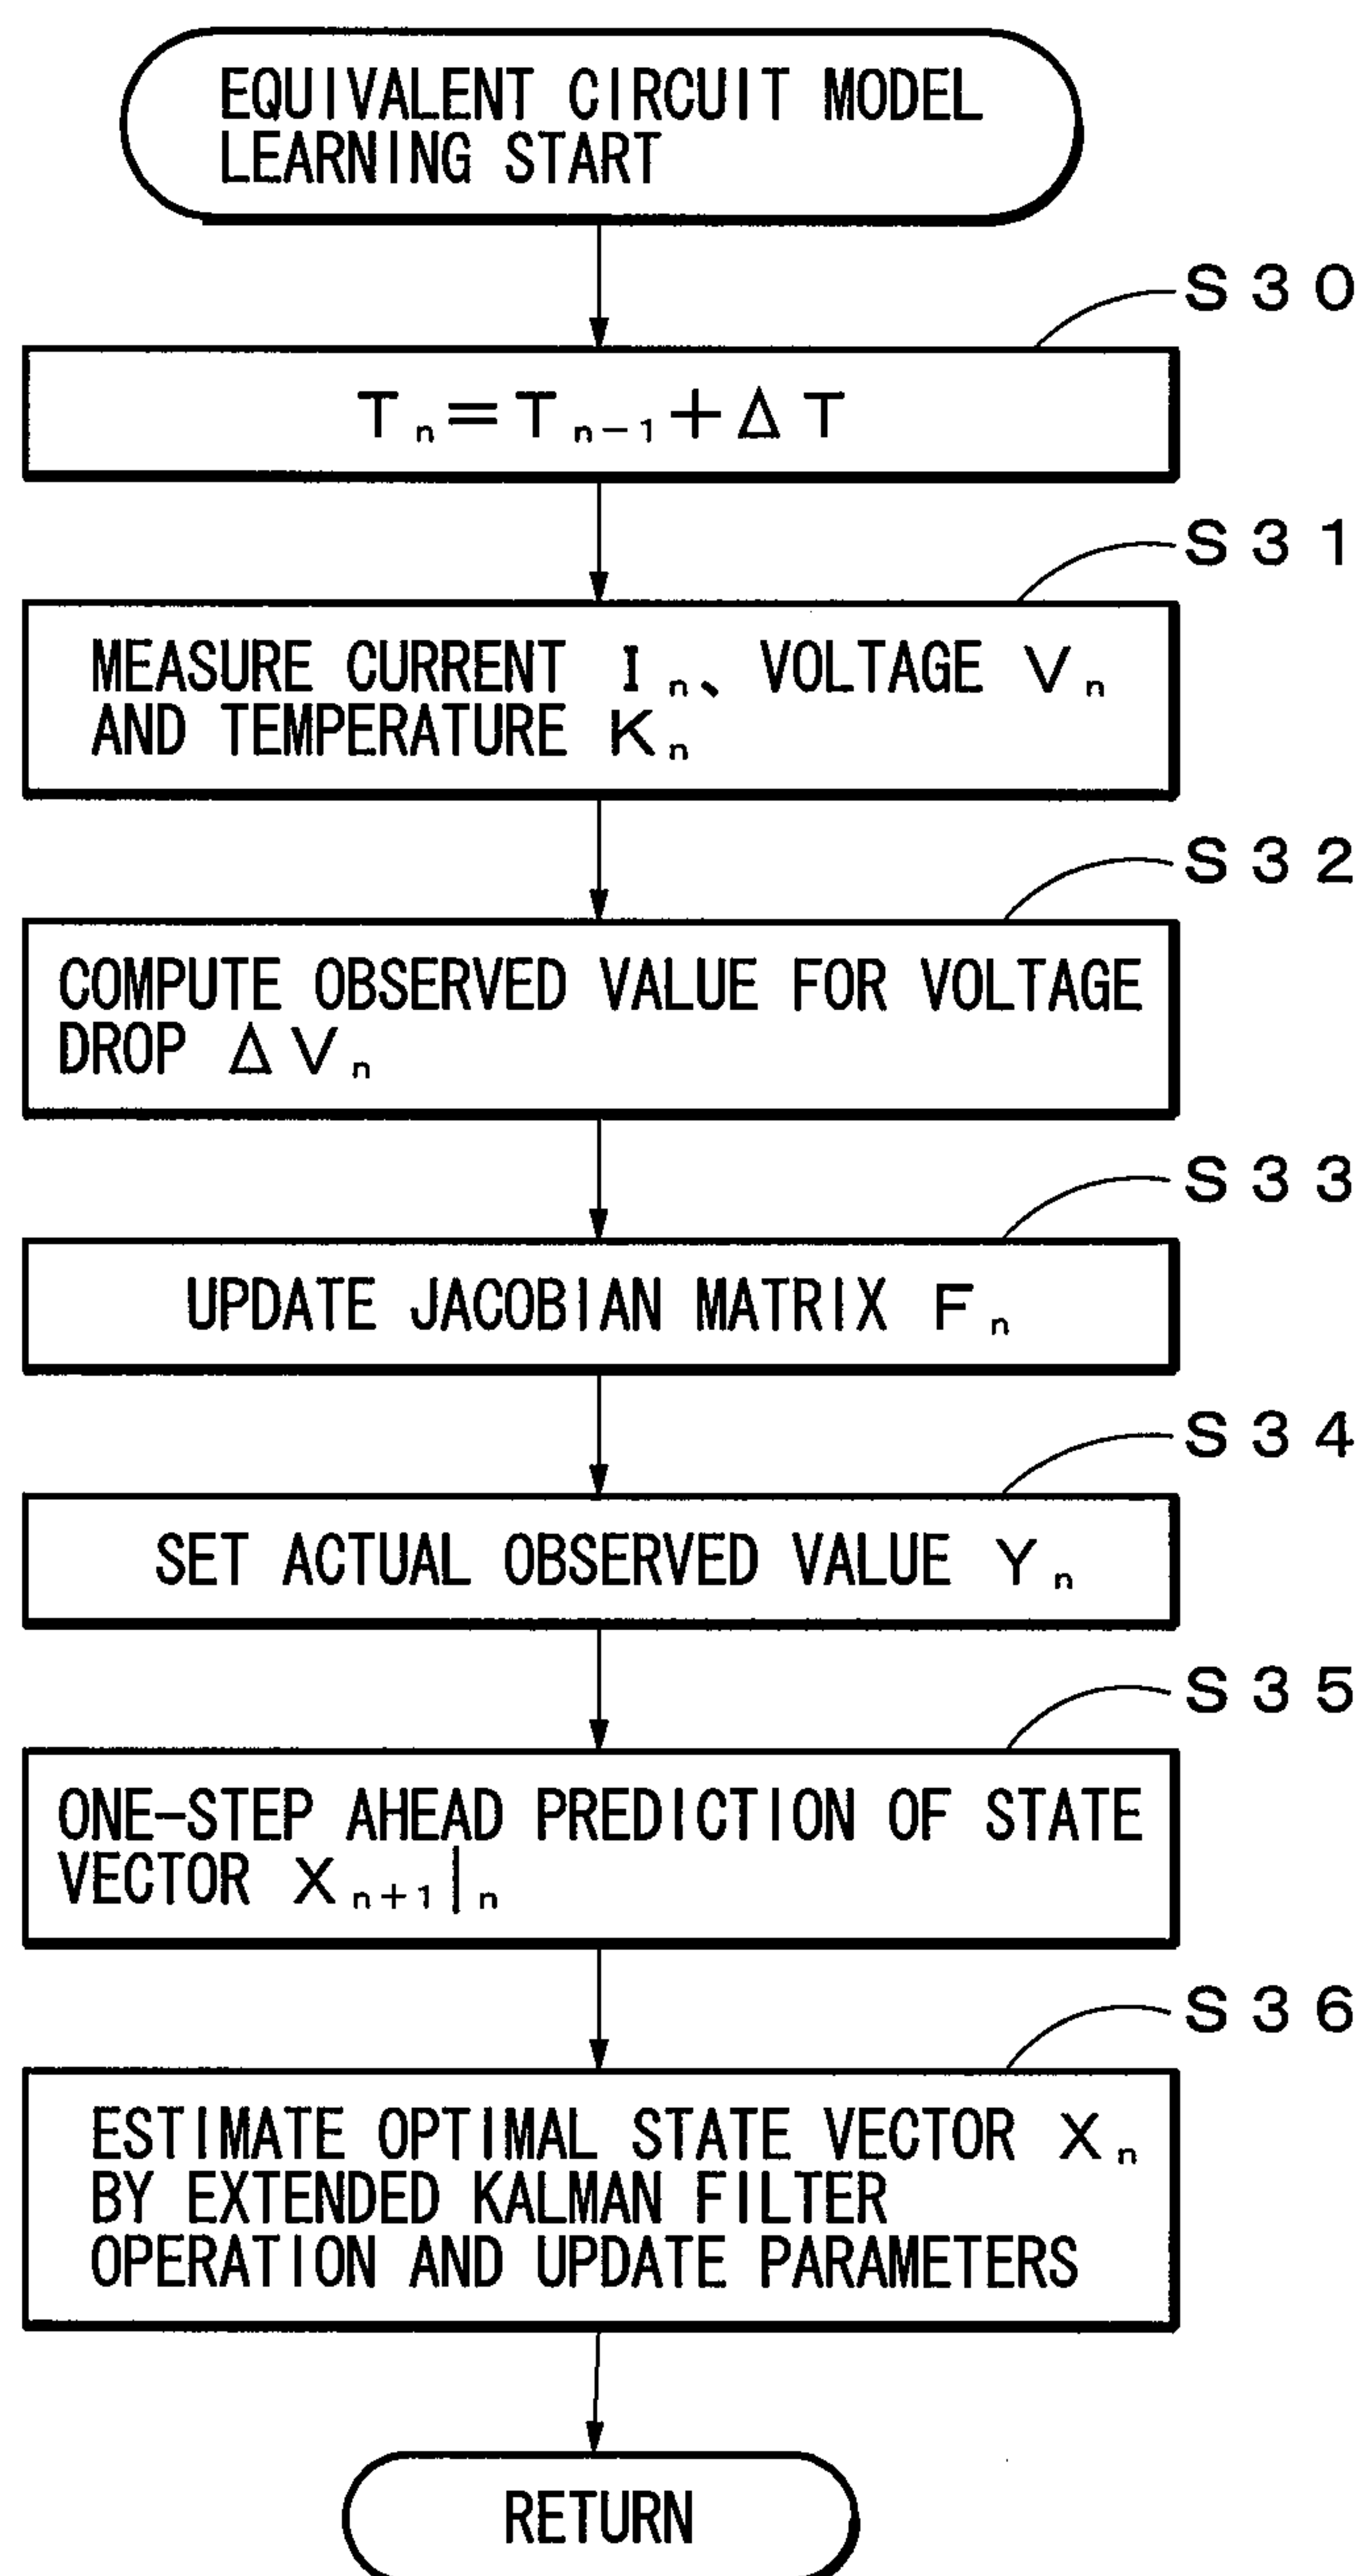 EQUIVALENT CIRCUIT MODEL
LEARNING START
S30
Tₙ=Tₙ₋₁+ΔT
S31
MEASURE CURRENT Iₙ、VOLTAGE Vₙ
AND TEMPERATURE Kₙ
S32
COMPUTE OBSERVED VALUE FOR VOLTAGE
DROP ΔVₙ
S33
UPDATE JACOBIAN MATRIX Fₙ
S34
SET ACTUAL OBSERVED VALUE Yₙ
S35
ONE-STEP AHEAD PREDICTION OF STATE
VECTOR Xₙ₊₁|ₙ
S36
ESTIMATE OPTIMAL STATE VECTOR Xₙ
BY EXTENDED KALMAN FILTER
OPERATION AND UPDATE PARAMETERS
RETURN